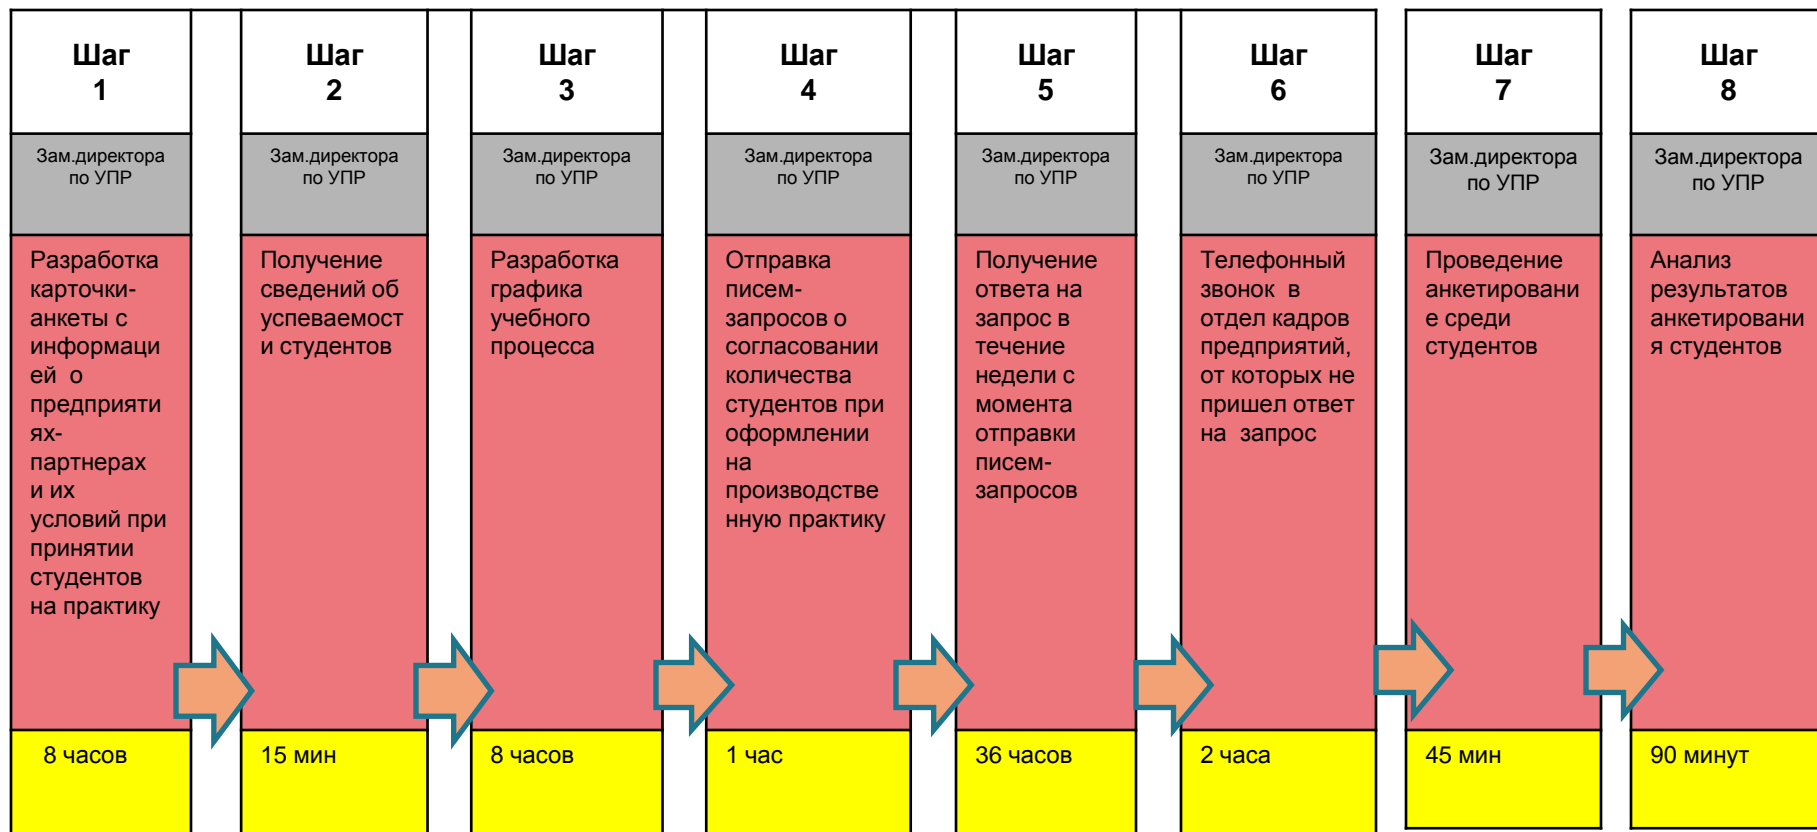 Шаг
1
Зам.директора
по УПР
Разработка
карточки-
анкеты с
информаци
ей о
предприяти
ях-
партнерах
и их
условий при
принятии
студентов
на практику
8 часов
Шаг
2
Зам.директора
по УПР
Получение
сведений об
успеваемост
и студентов
15 мин
Шаг
3
Зам.директора
по УПР
Разработка
графика
учебного
процесса
8 часов
Шаг
4
Зам.директора
по УПР
Отправка
писем-
запросов о
согласовании
количества
студентов при
оформлении
на
производстве
нную практику
1 час
Шаг
5
Зам.директора
по УПР
Получение
ответа на
запрос в
течение
недели с
момента
отправки
писем-
запросов
36 часов
Шаг
6
Зам.директора
по УПР
Телефонный
звонок в
отдел кадров
предприятий,
от которых не
пришел ответ
на запрос
2 часа
Шаг
7
Зам.директора
по УПР
Проведение
анкетировани
е среди
студентов
45 мин
Шаг
8
Зам.директора
по УПР
Анализ
результатов
анкетировани
я студентов
90 минут